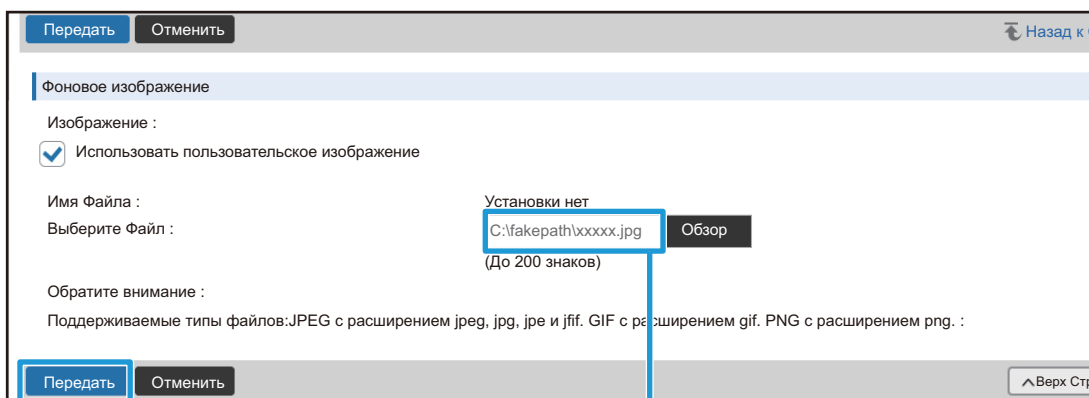 Передать Отменить Назад к
Фоновое изображение
Изображение :
Использовать пользовательское изображение
Имя Файла : Установки нет
Выберите Файл : C:\fakepath\xxxxx.jpg Обзор
(До 200 знаков)
Обратите внимание :
Поддерживаемые типы файлов:JPEG с расширением jpeg, jpg, jpe и jfif. GIF с расширением gif. PNG с расширением png. :
Передать Отменить Верх